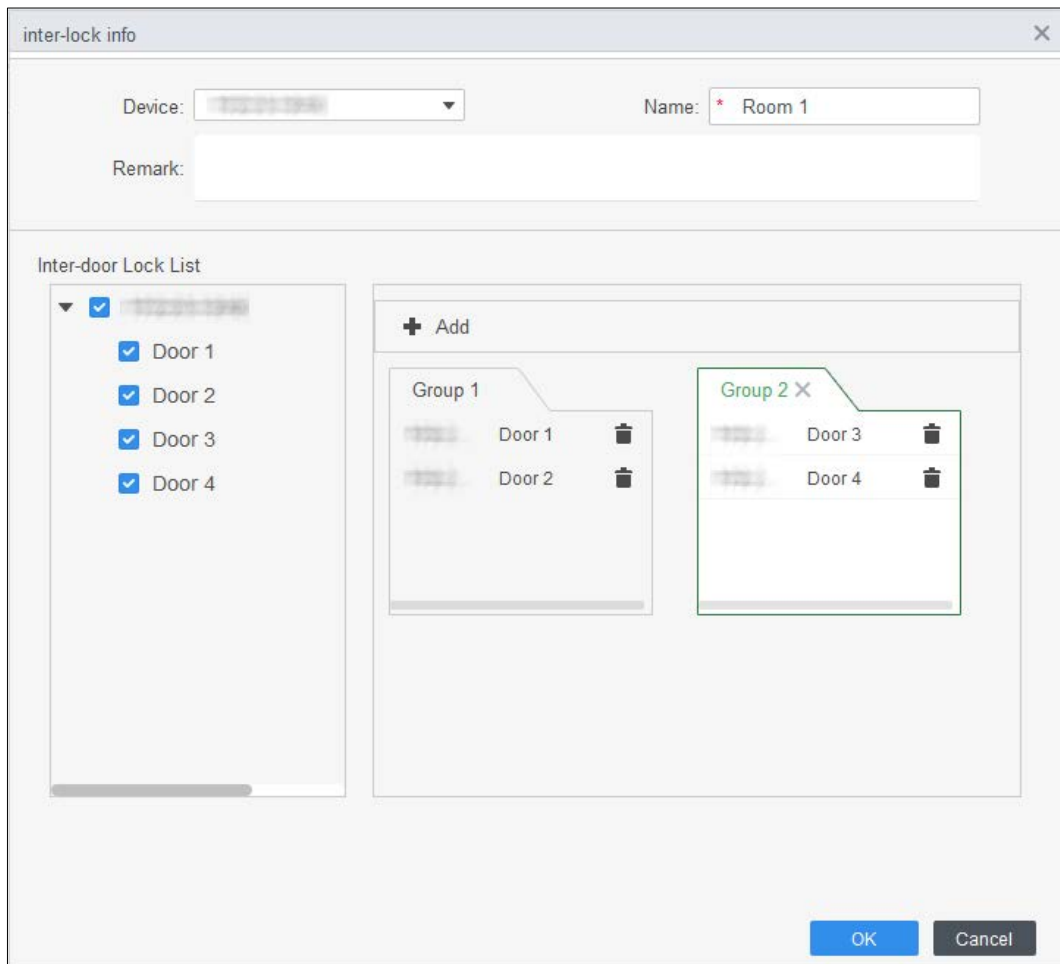 inter-lock info
Device:
Name: * Room 1
Remark:
Inter-door Lock List
Door 1
Door 2
Door 3
Door 4
Add
Group 1
Door 1
Door 2
Group 2
Door 3
Door 4
OK
Cancel